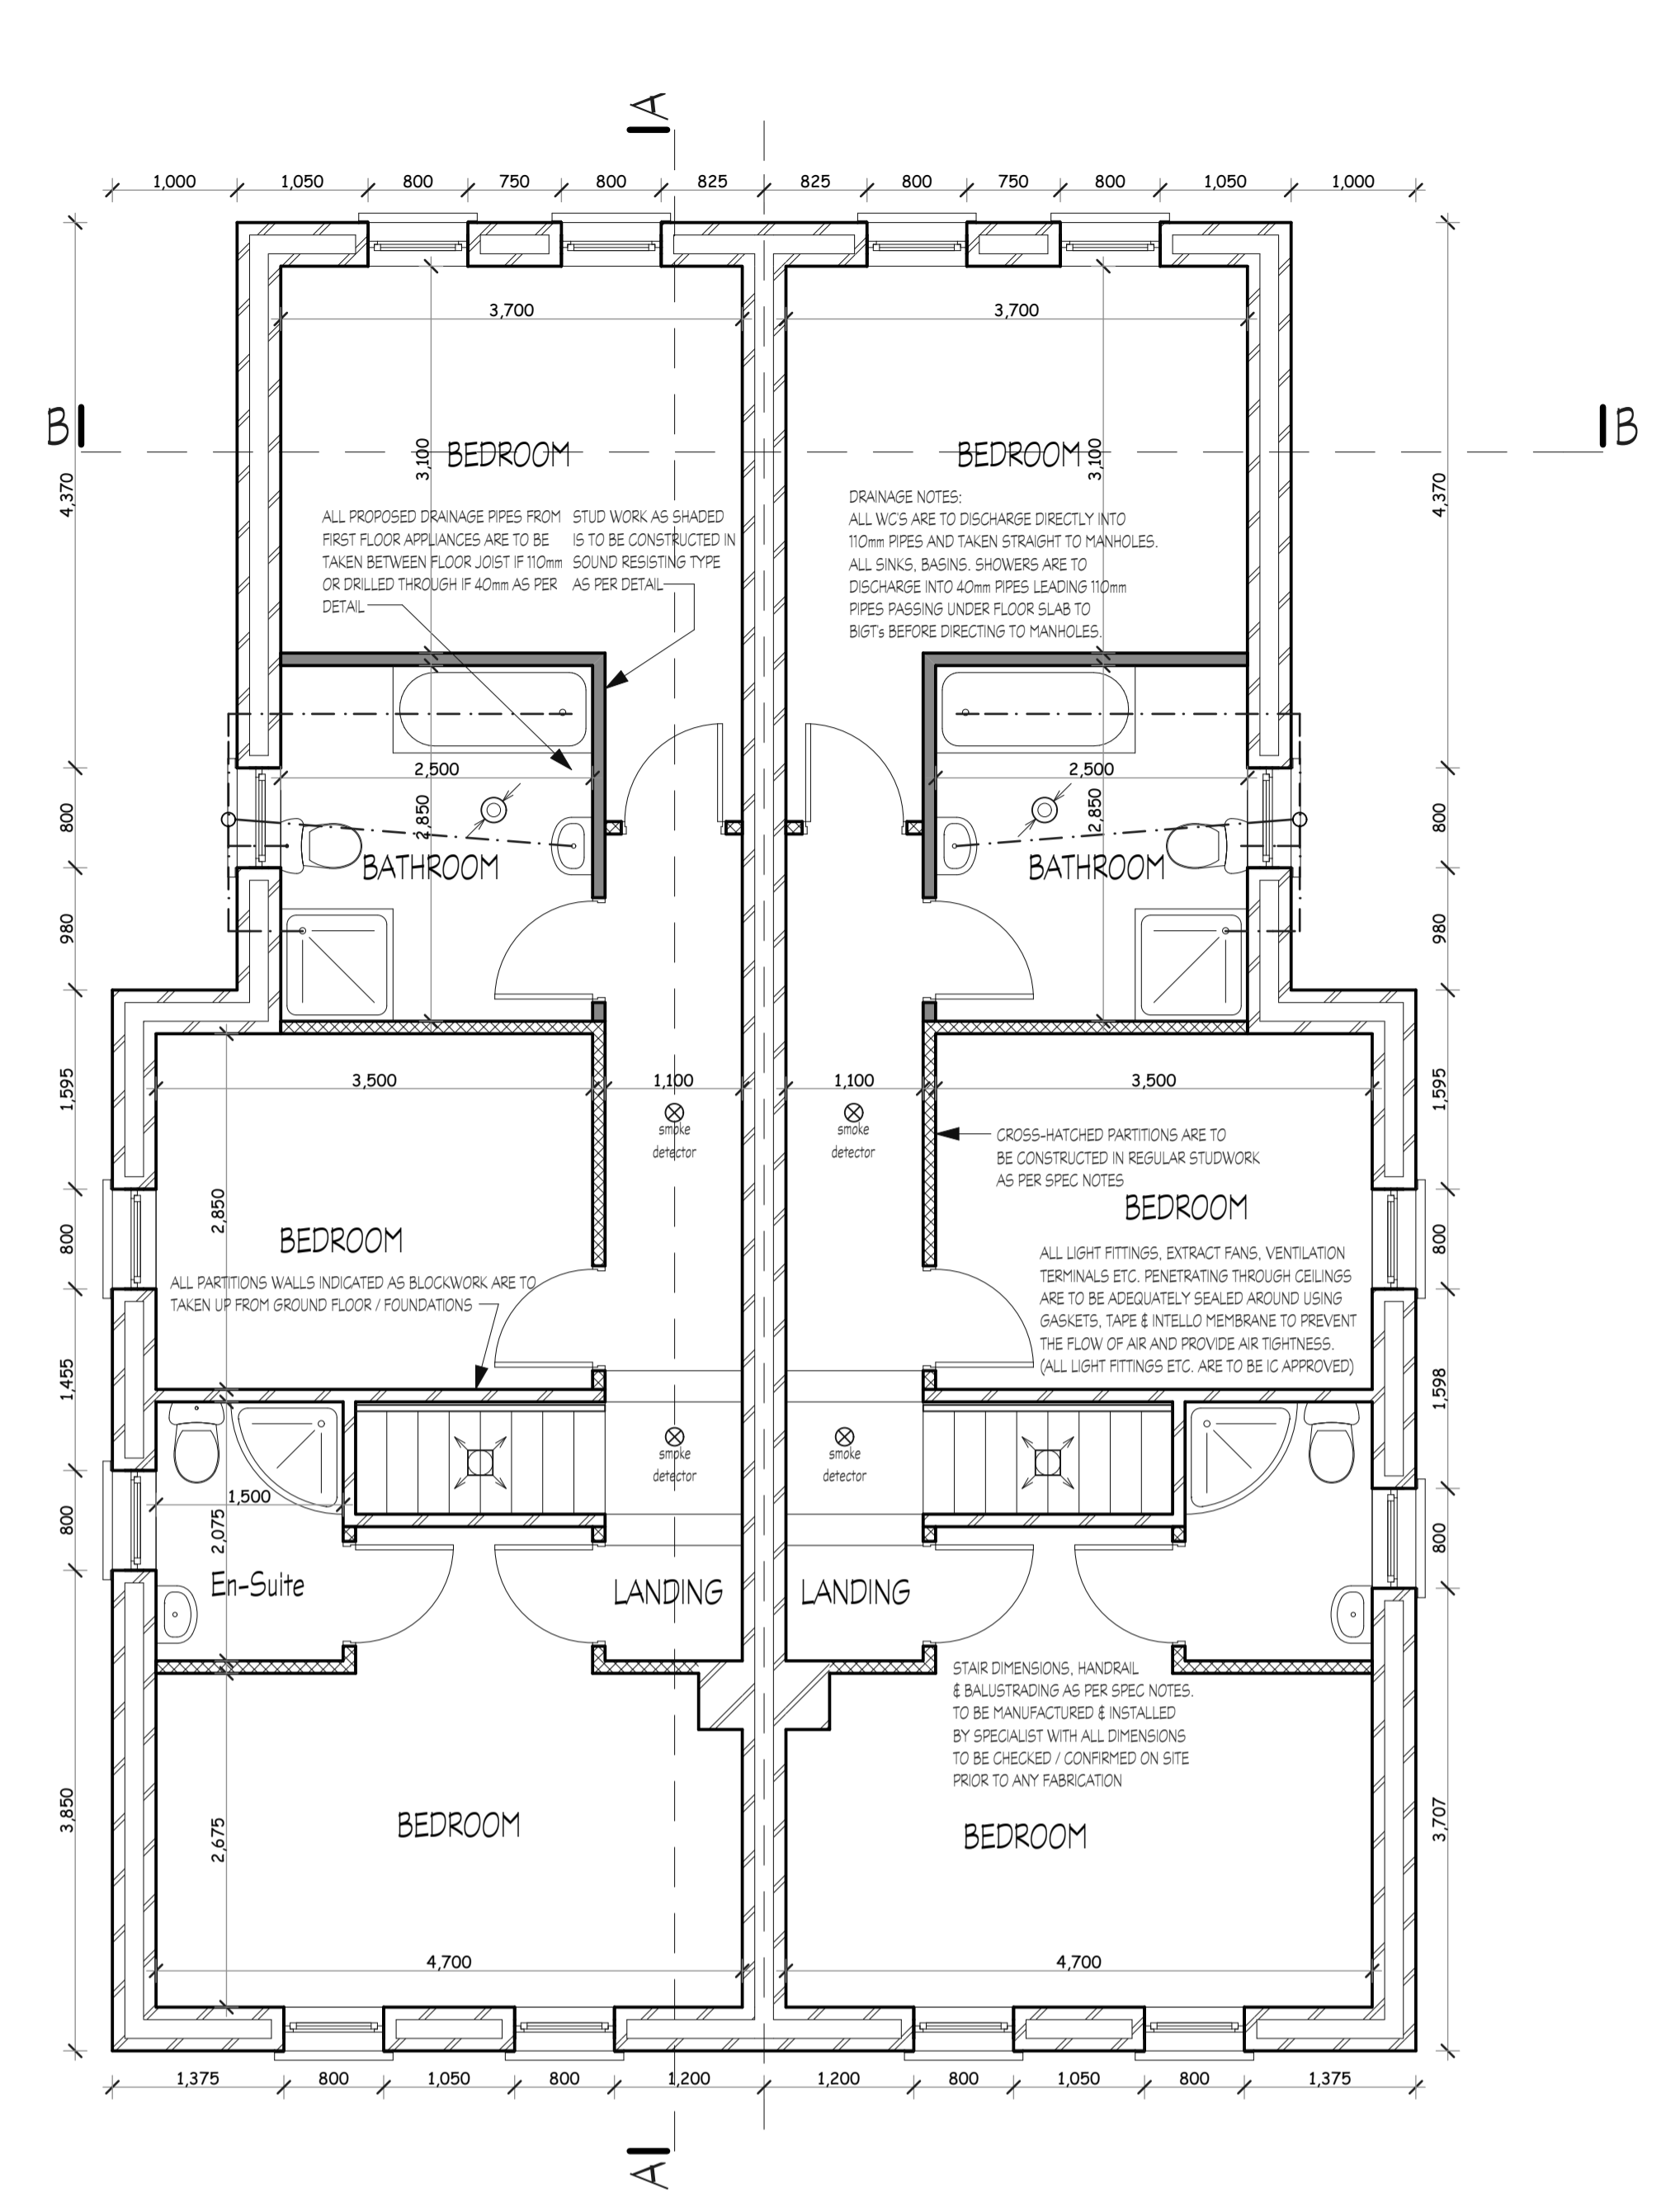 A
1,000 1,050 800 750 800 825 825 800 750 800 1,050 1,000
3,700 3,700
B B
BEDROOM BEDROOM
3,100 3,100
4,370 4,370
ALL PROPOSED DRAINAGE PIPES FROM
FIRST FLOOR APPLIANCES ARE TO BE
TAKEN BETWEEN FLOOR JOIST IF 110mm
OR DRILLED THROUGH IF 40mm AS PER
DETAIL
STUD WORK AS SHADED
IS TO BE CONSTRUCTED IN
SOUND RESISTING TYPE
AS PER DETAIL
DRAINAGE NOTES:
ALL WC'S ARE TO DISCHARGE DIRECTLY INTO
110mm PIPES AND TAKEN STRAIGHT TO MANHOLES.
ALL SINKS, BASINS. SHOWERS ARE TO
DISCHARGE INTO 40mm PIPES LEADING 110mm
PIPES PASSING UNDER FLOOR SLAB TO
BIGT's BEFORE DIRECTING TO MANHOLES.
2,500 2,500
800 2,850 2,850 800
BATHROOM BATHROOM
980 980
3,500 1,100 1,100 3,500
1,595 1,595
smoke
detector
smoke
detector
CROSS-HATCHED PARTITIONS ARE TO
BE CONSTRUCTED IN REGULAR STUDWORK
AS PER SPEC NOTES
2,850
BEDROOM
BEDROOM
800 800
ALL PARTITIONS WALLS INDICATED AS BLOCKWORK ARE TO
TAKEN UP FROM GROUND FLOOR / FOUNDATIONS
ALL LIGHT FITTINGS, EXTRACT FANS, VENTILATION
TERMINALS ETC. PENETRATING THROUGH CEILINGS
ARE TO BE ADEQUATELY SEALED AROUND USING
GASKETS, TAPE & INTELLO MEMBRANE TO PREVENT
THE FLOW OF AIR AND PROVIDE AIR TIGHTNESS.
(ALL LIGHT FITTINGS ETC. ARE TO BE IC APPROVED)
1,455 1,598
smoke
detector
smoke
detector
1,500
800 2,075 800
En-Suite
LANDING LANDING
STAIR DIMENSIONS, HANDRAIL
& BALUSTRADING AS PER SPEC NOTES.
TO BE MANUFACTURED & INSTALLED
BY SPECIALIST WITH ALL DIMENSIONS
TO BE CHECKED / CONFIRMED ON SITE
PRIOR TO ANY FABRICATION
3,850 2,675 3,707
BEDROOM BEDROOM
4,700 4,700
1,375 800 1,050 800 1,200 1,200 800 1,050 800 1,375
A